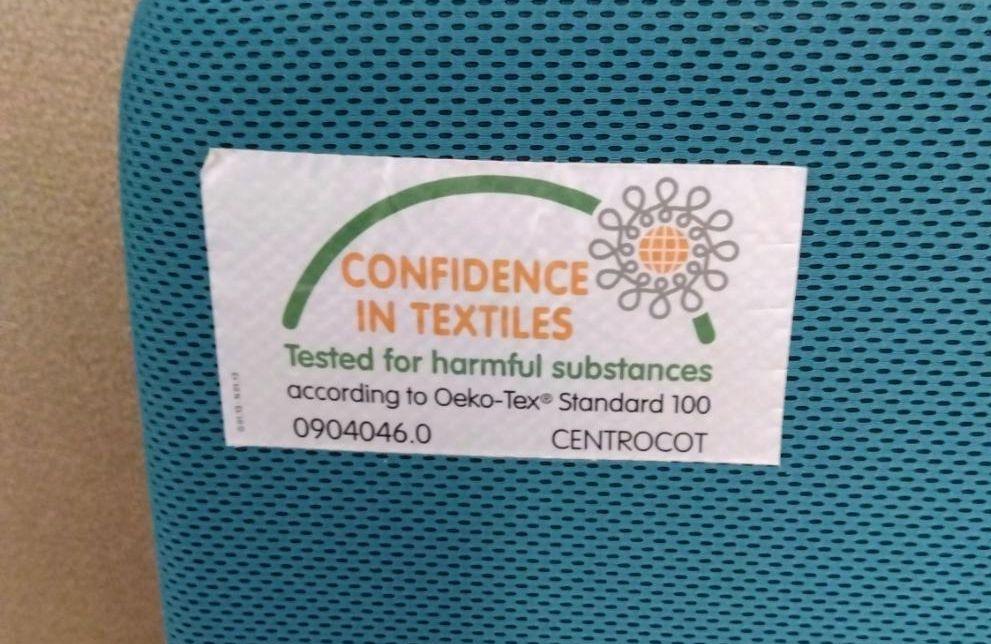 CONFIDENCE
IN TEXTILES
Tested for harmful substances
according to Oeko-Tex® Standard 100
0904046.0 CENTROCOT